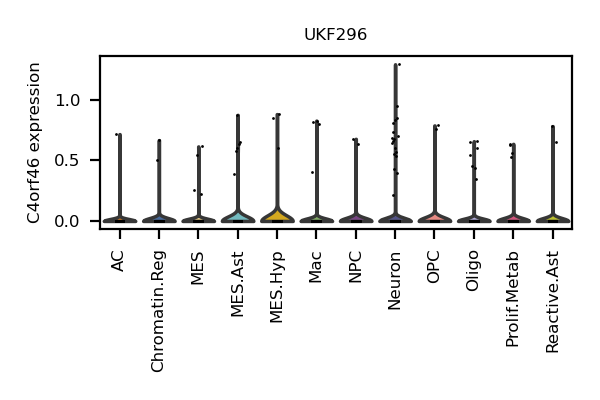 UKF296
C4orf46 expression
1.0
0.5
0.0
AC
Chromatin.Reg
MES
MES.Ast
MES.Hyp
Mac
NPC
Neuron
OPC
Oligo
Prolif.Metab
Reactive.Ast